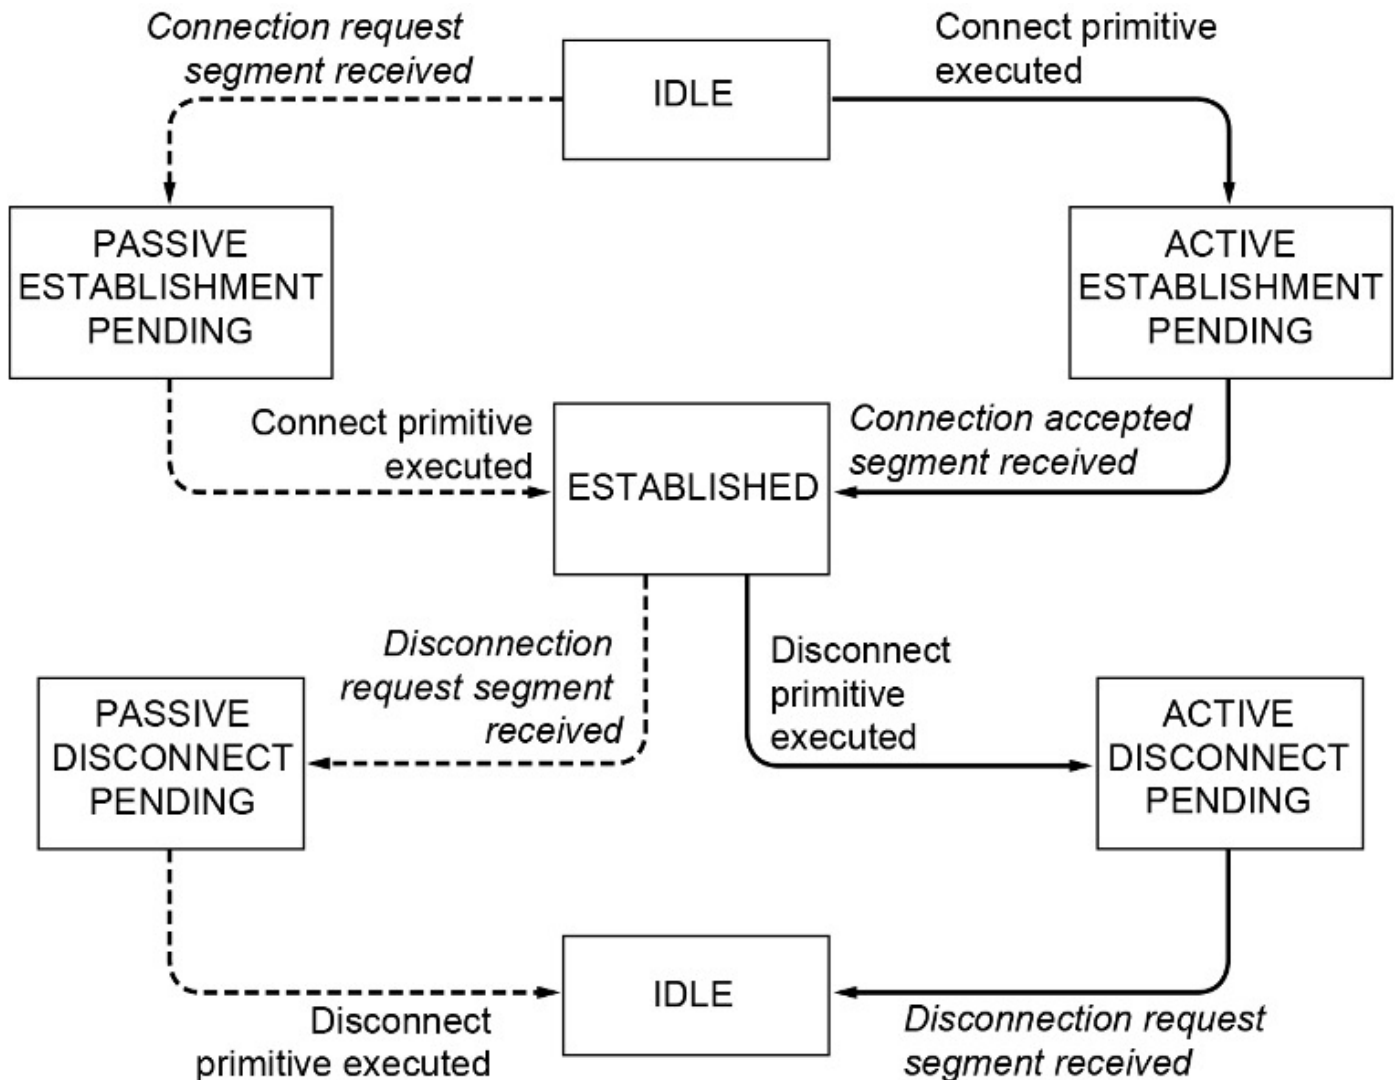 Connection request
segment received
IDLE
Connect primitive
executed
PASSIVE
ESTABLISHMENT
PENDING
ACTIVE
ESTABLISHMENT
PENDING
Connect primitive
executed
ESTABLISHED
Connection accepted
segment received
Disconnection
request segment
received
Disconnect
primitive
executed
PASSIVE
DISCONNECT
PENDING
ACTIVE
DISCONNECT
PENDING
Disconnect
primitive executed
IDLE
Disconnection request
segment received